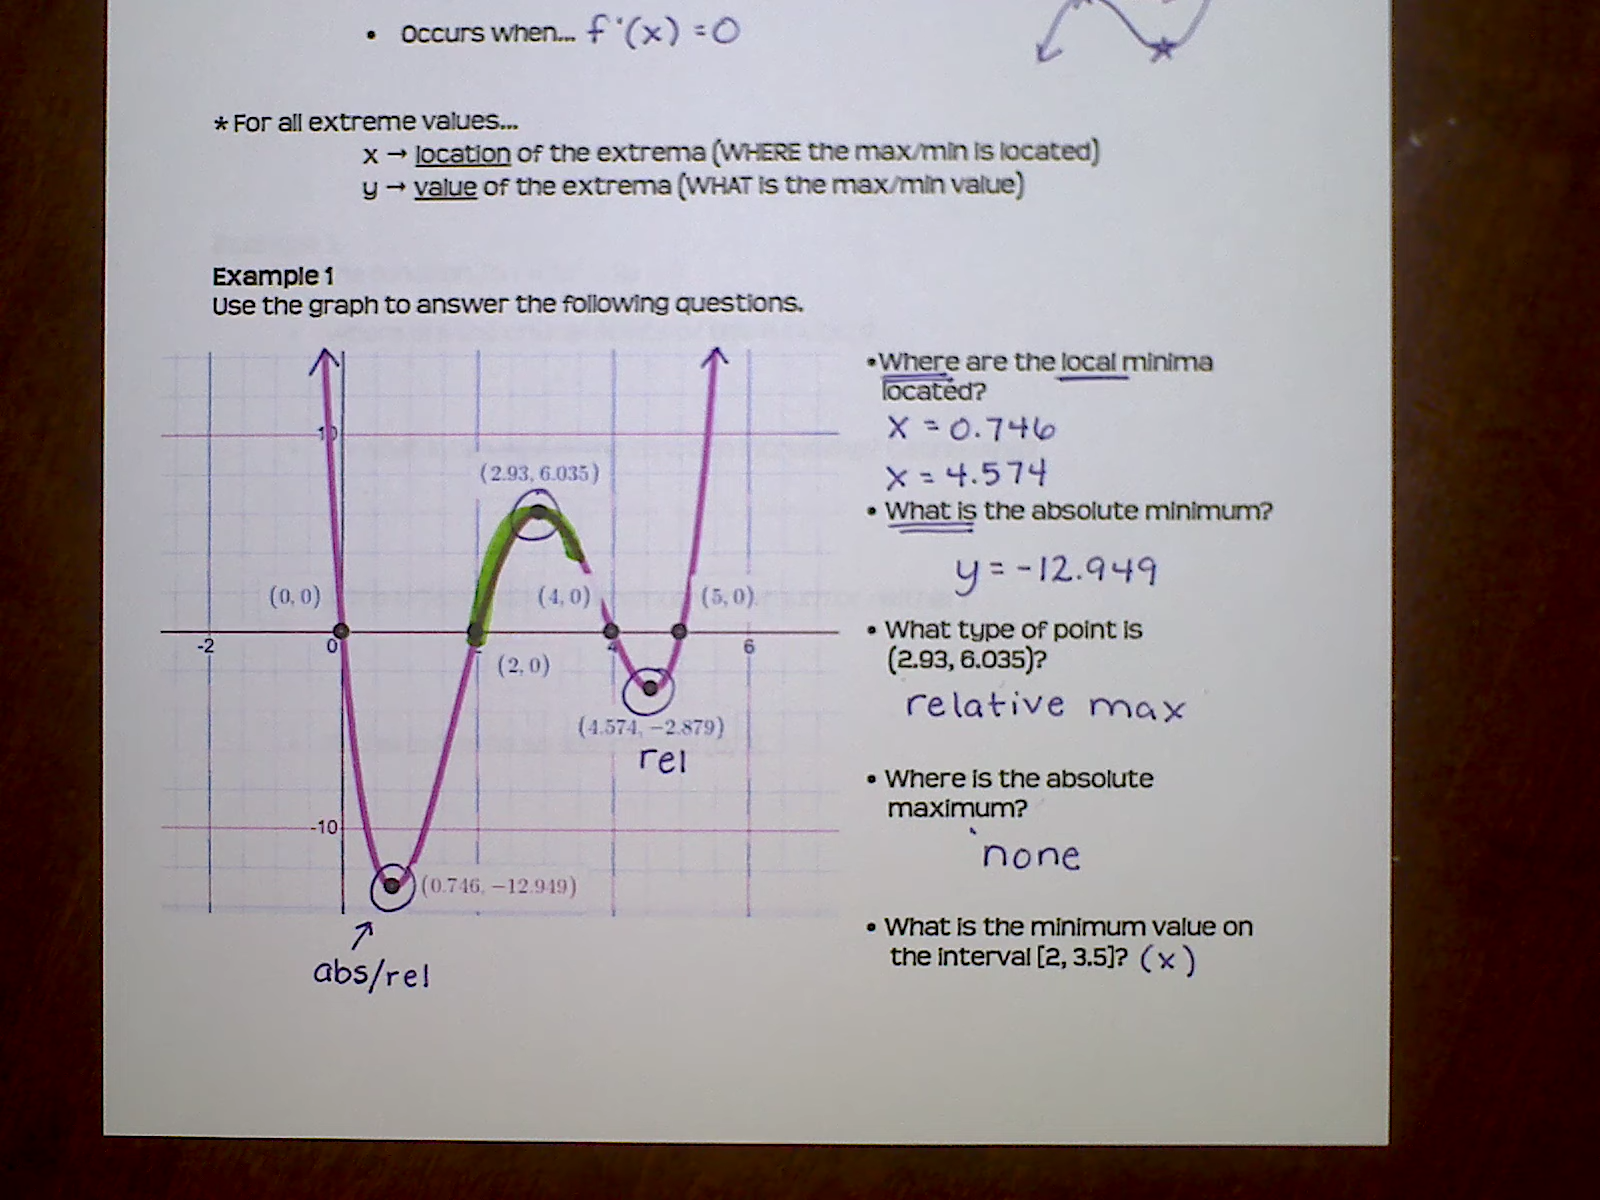 • Occurs when... f'(x) = 0
* For all extreme values...
x → location of the extrema (WHERE the max/min is located)
y → value of the extrema (WHAT is the max/min value)
Example 1
Use the graph to answer the following questions.
10
(2.93, 6.035)
(0, 0)
(4, 0)
(5, 0)
-2
0
4
6
(2, 0)
(4.574, −2.879)
rel
-10
(0.746, −12.949)
abs/rel
• Where are the local minima
located?
x = 0.746
x = 4.574
• What is the absolute minimum?
y = -12.949
• What type of point is
(2.93, 6.035)?
relative max
• Where is the absolute
maximum?
none
• What is the minimum value on
the interval [2, 3.5]? (x)